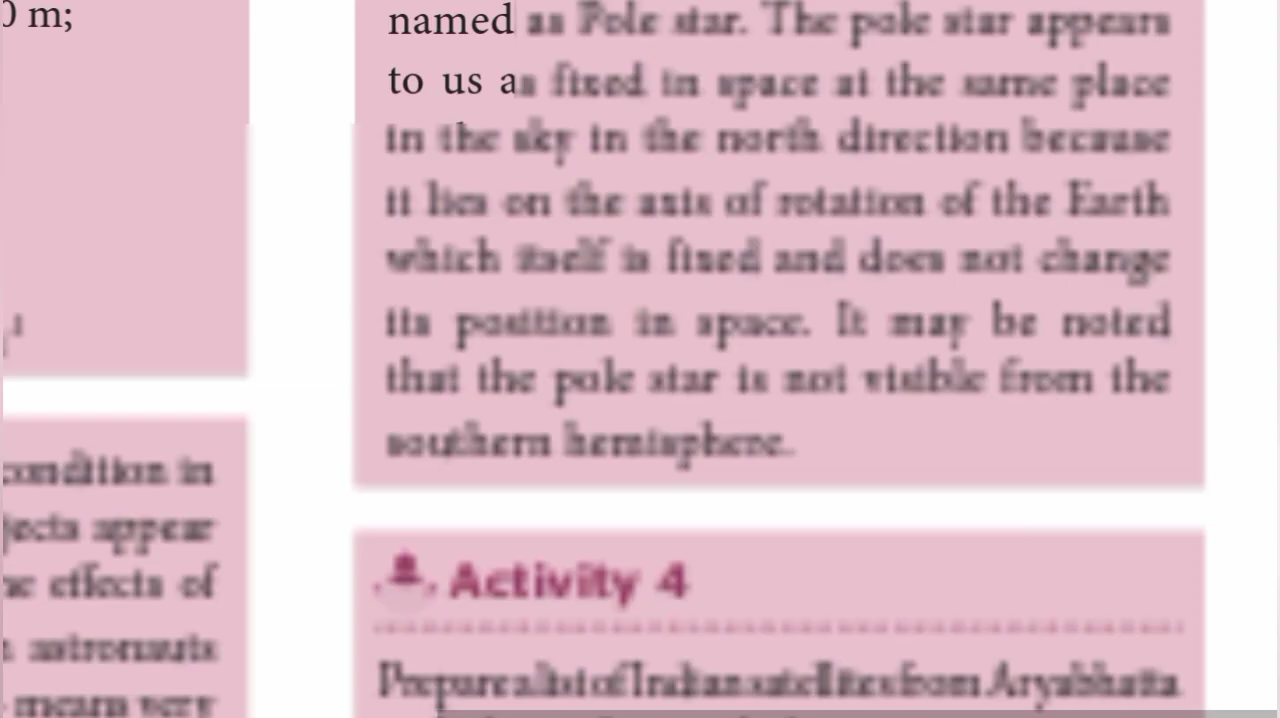 0 m;
condition in
jects appear
he effects of
astronauts
means very
named as Pole star. The pole star appears
to us as fixed in space at the same place
in the sky in the north direction because
it lies on the axis of rotation of the Earth
which itself is fixed and does not change
its position in space. It may be noted
that the pole star is not visible from the
southern hemisphere.
Activity 4
Prepare a list of Indian satellites from Aryabhatta